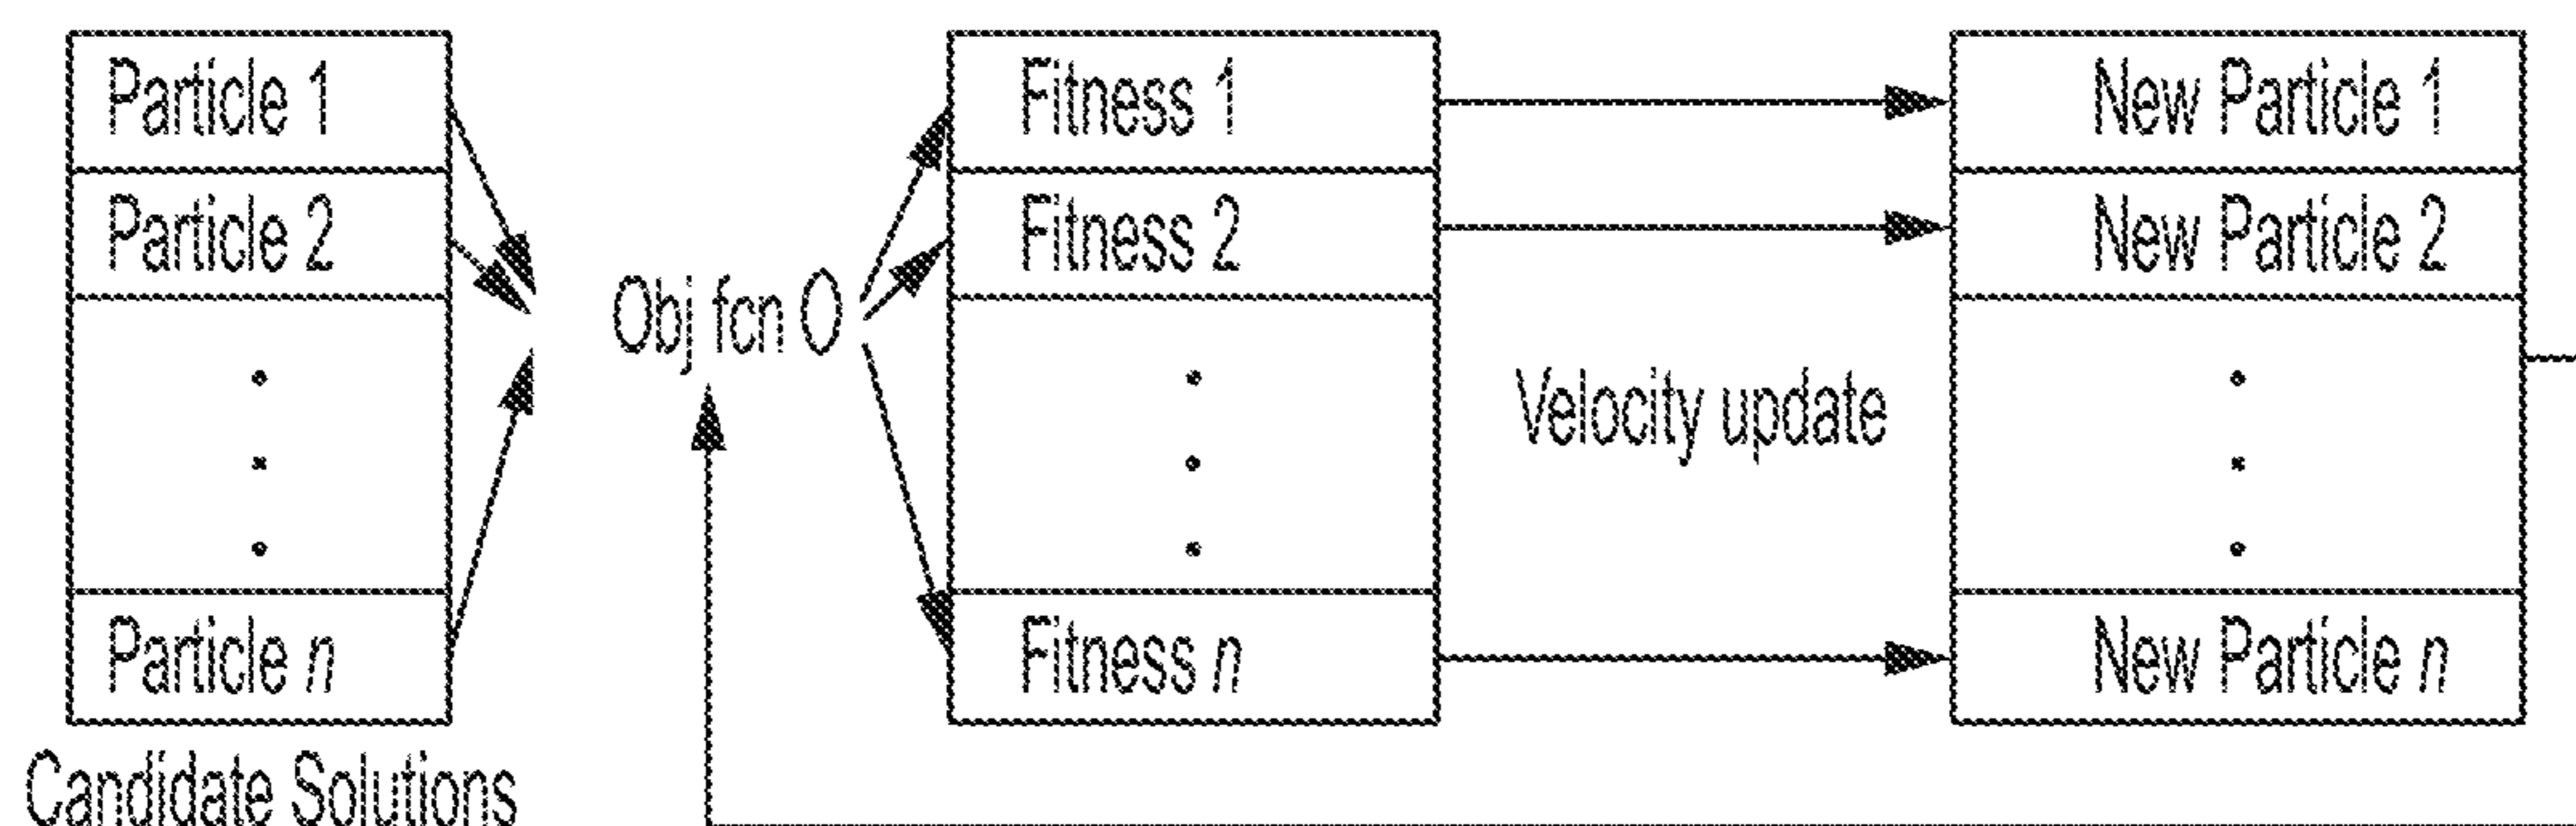 Particle 1
Particle 2
Particle n
Candidate Solutions
Obj fcn O
Fitness 1
Fitness 2
Fitness n
Velocity update
New Particle 1
New Particle 2
New Particle n